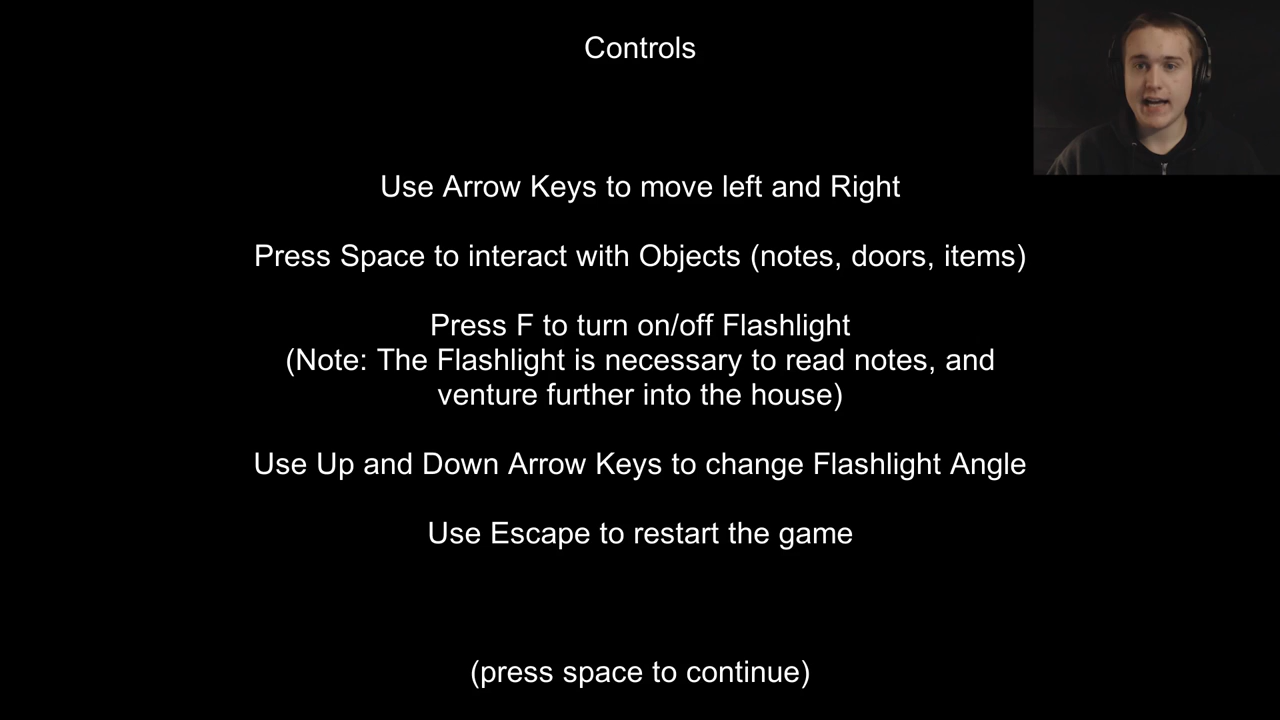 Controls
Use Arrow Keys to move left and Right
Press Space to interact with Objects (notes, doors, items)
Press F to turn on/off Flashlight
(Note: The Flashlight is necessary to read notes, and
venture further into the house)
Use Up and Down Arrow Keys to change Flashlight Angle
Use Escape to restart the game
(press space to continue)